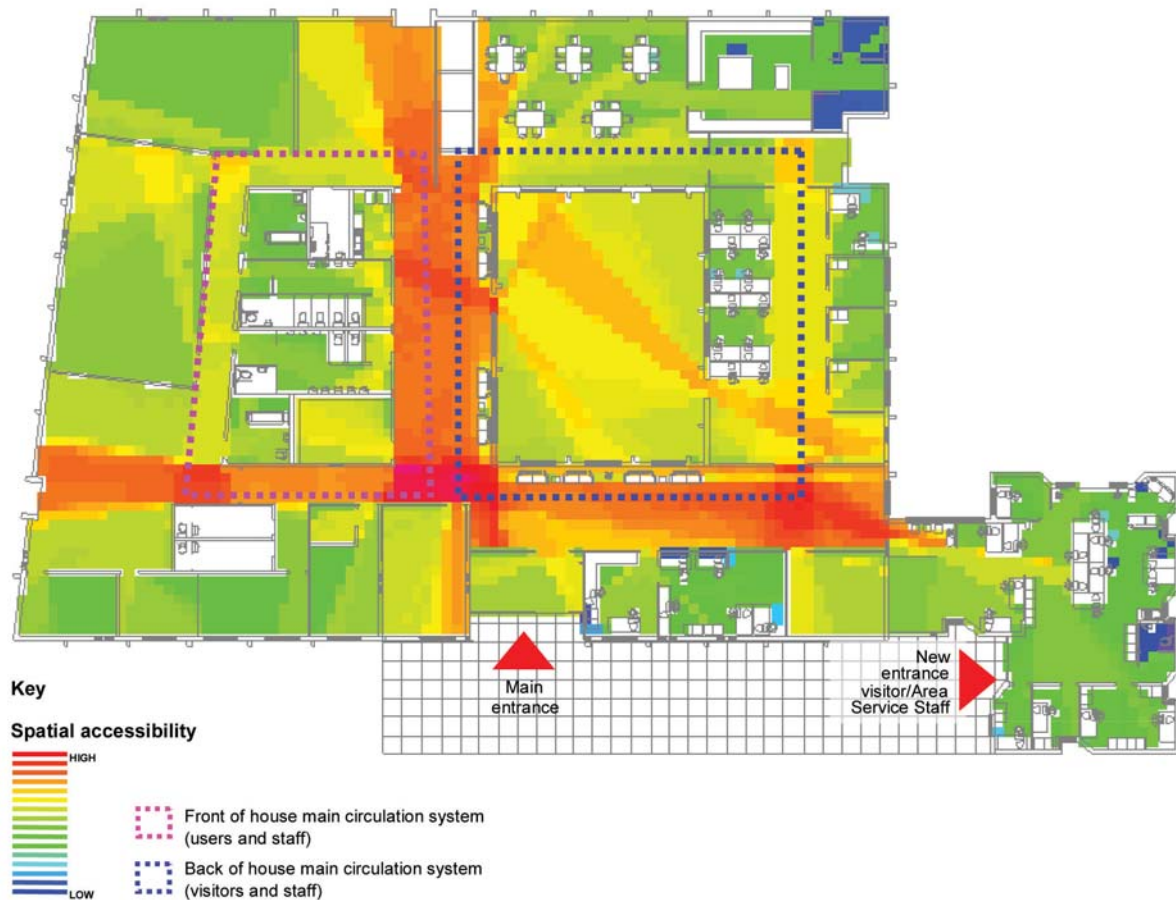 Main
entrance
New
entrance
visitor/Area
Service Staff
Key
Spatial accessibility
HIGH
LOW
Front of house main circulation system
(users and staff)
Back of house main circulation system
(visitors and staff)